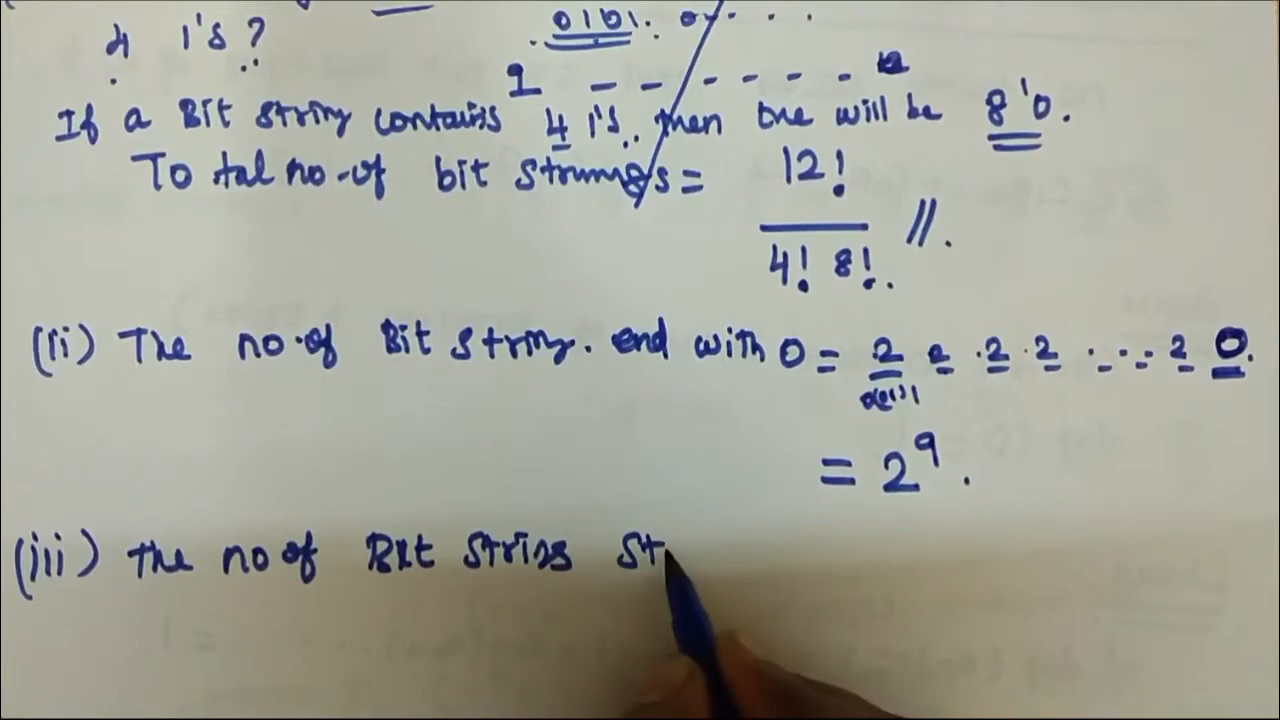 4 1's?
0101. 0 . . .
1 _ _ _ _ _ _ _
If a Bit string contains 4 1's. then the will be 8'0.
Total no-of bit strings = 12! / 4! 8! //.
(ii) The no.of Bit string. end with 0 = 2 2 .2 .2 . . . 2 0.
= 2^9.
(iii) the no of Bit strings St